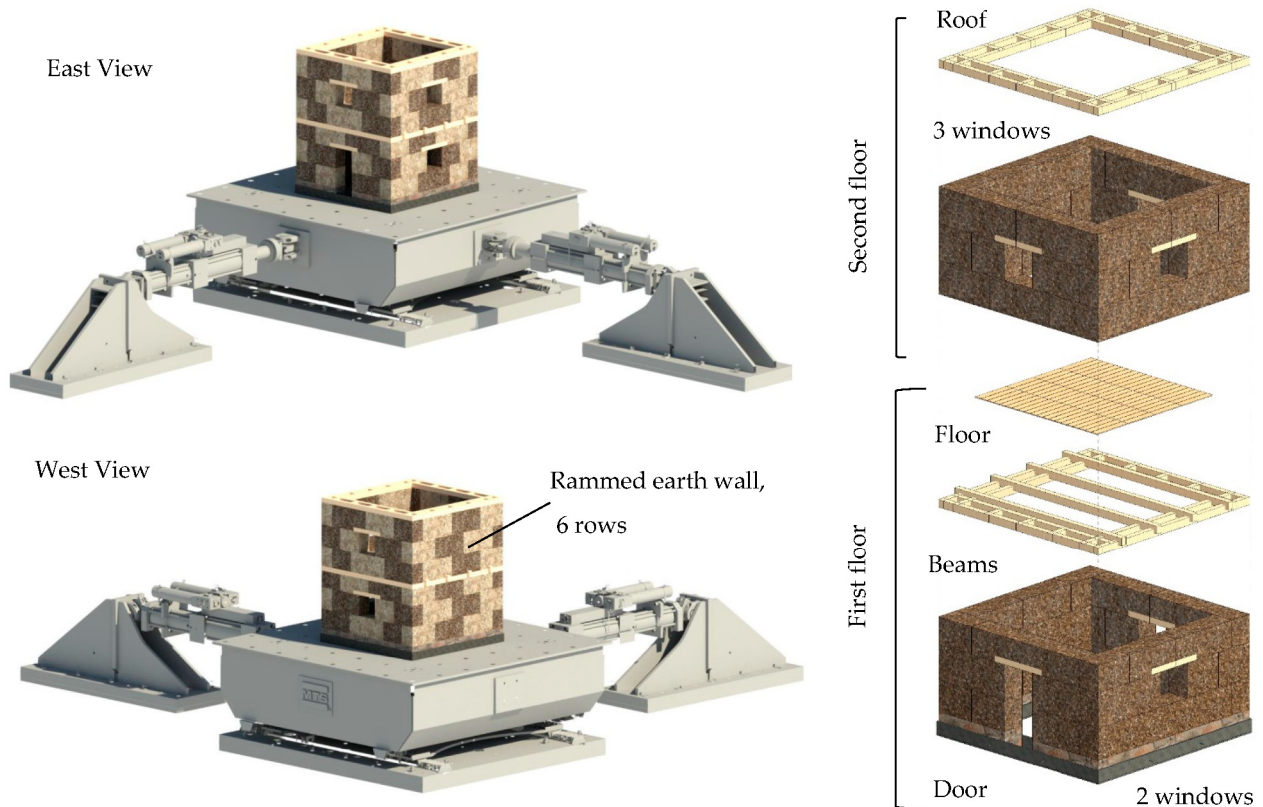 East View
West View
Rammed earth wall,
6 rows
MTS
Roof
3 windows
Second floor
Floor
Beams
First floor
Door
2 windows